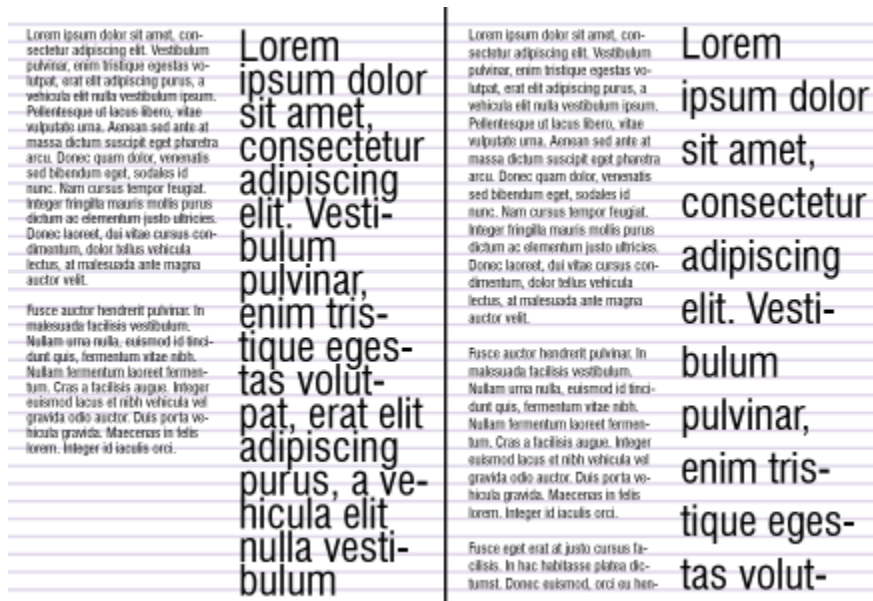 Lorem ipsum dolor sit amet, con-
sectetur adipiscing elit. Vestibulum
pulvinar, enim tristique egestas vo-
lutpat, erat elit adipiscing purus, a
vehicula elit nulla vestibulum ipsum.
Pellentesque ut lacus libero, vitae
vulputate urna. Aenean sed ante at
massa dictum suscipit eget pharetra
arcu. Donec quam dolor, venenatis
sed bibendum eget, sodales id
nunc. Nam cursus tempor feugiat.
Integer fringilla mauris mollis purus
dictum ac elementum justo ultricies.
Donec laoreet, dui vitae cursus con-
dimentum, dolor tellus vehicula
lectus, at malesuada ante magna
auctor velit.
Fusce auctor hendrerit pulvinar. In
malesuada facilisis vestibulum.
Nullam urna nulla, euismod id tinci-
dunt quis, fermentum vitae nibh.
Nullam fermentum laoreet fermen-
tum. Cras a facilisis augue. Integer
euismod lacus et nibh vehicula vel
gravida odio auctor. Duis porta ve-
hicula gravida. Maecenas in felis
lorem. Integer id iaculis orci.
Lorem
ipsum dolor
sit amet,
consectetur
adipiscing
elit. Vesti-
bulum
pulvinar,
enim tris-
tique eges-
tas volut-
pat, erat elit
adipiscing
purus, a ve-
hicula elit
nulla vesti-
bulum
Lorem ipsum dolor sit amet, con-
sectetur adipiscing elit. Vestibulum
pulvinar, enim tristique egestas vo-
lutpat, erat elit adipiscing purus, a
vehicula elit nulla vestibulum ipsum.
Pellentesque ut lacus libero, vitae
vulputate urna. Aenean sed ante at
massa dictum suscipit eget pharetra
arcu. Donec quam dolor, venenatis
sed bibendum eget, sodales id
nunc. Nam cursus tempor feugiat.
Integer fringilla mauris mollis purus
dictum ac elementum justo ultricies.
Donec laoreet, dui vitae cursus con-
dimentum, dolor tellus vehicula
lectus, at malesuada ante magna
auctor velit.
Fusce auctor hendrerit pulvinar. In
malesuada facilisis vestibulum.
Nullam urna nulla, euismod id tinci-
dunt quis, fermentum vitae nibh.
Nullam fermentum laoreet fermen-
tum. Cras a facilisis augue. Integer
euismod lacus et nibh vehicula vel
gravida odio auctor. Duis porta ve-
hicula gravida. Maecenas in felis
lorem. Integer id iaculis orci.
Fusce eget erat at justo cursus fa-
cilisis. In hac habitasse platea dic-
tumst. Donec euismod, orci eu hen-
Lorem
ipsum dolor
sit amet,
consectetur
adipiscing
elit. Vesti-
bulum
pulvinar,
enim tris-
tique eges-
tas volut-